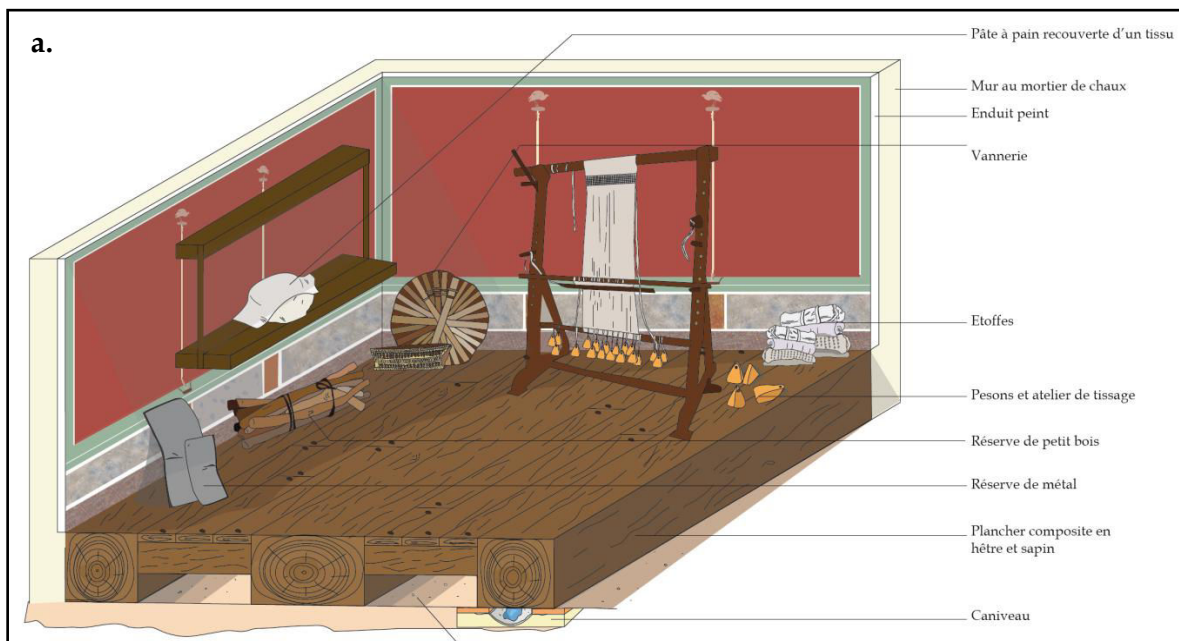 a.
Pâte à pain recouverte d'un tissu
Mur au mortier de chaux
Enduit peint
Vannerie
Etoffes
Pesons et atelier de tissage
Réserve de petit bois
Réserve de métal
Plancher composite en
hêtre et sapin
Caniveau